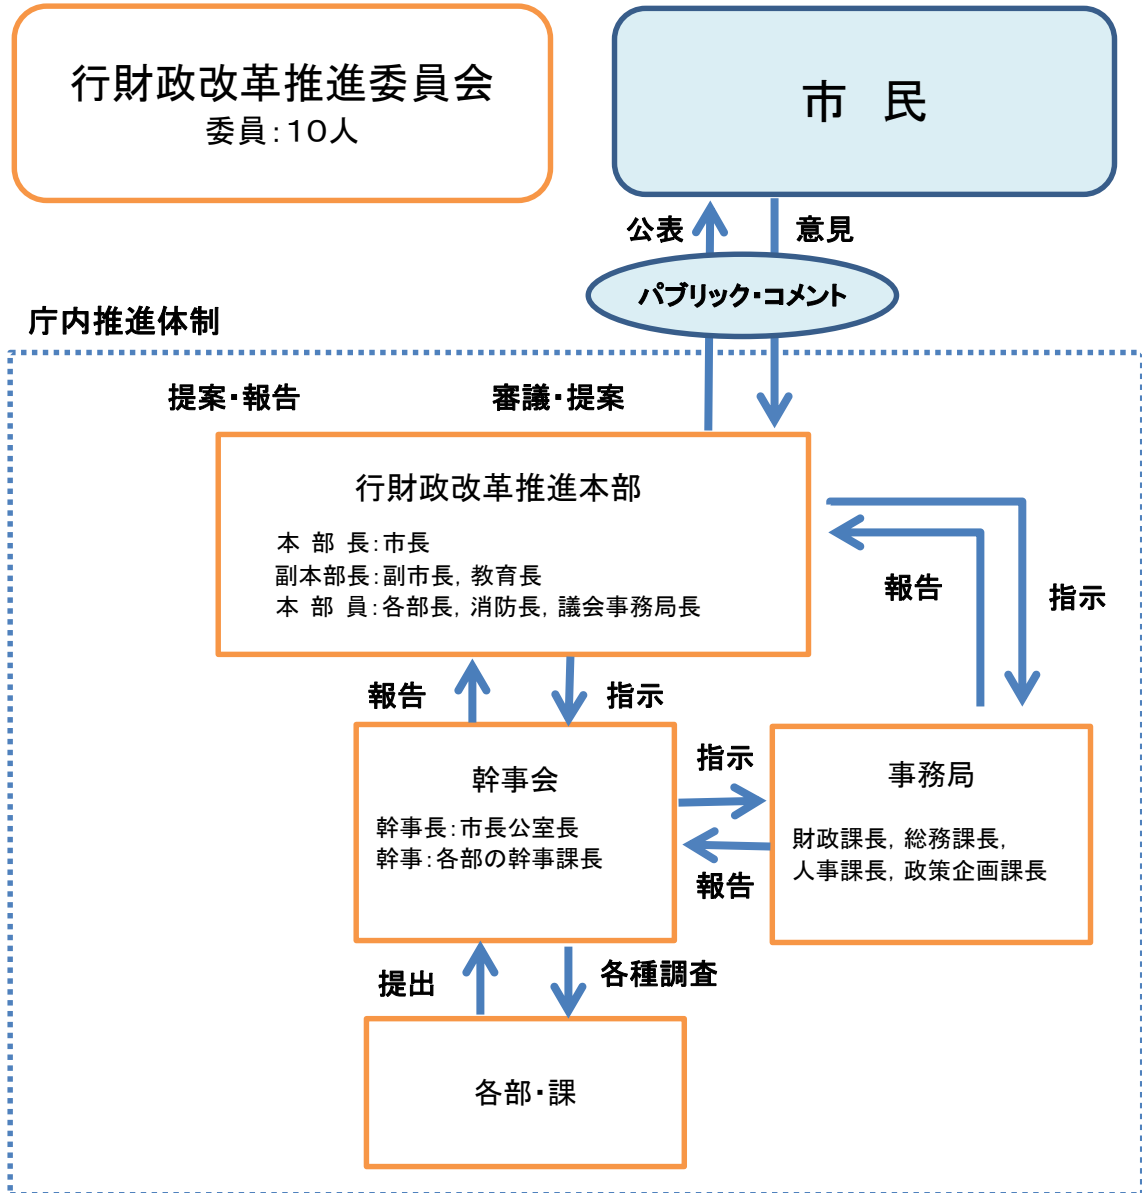 行財政改革推進委員会
委員：１０人
市　民
公表
意見
パブリック・コメント
庁内推進体制
提案・報告
審議・提案
行財政改革推進本部
本 部 長：市長
副本部長：副市長，教育長
本 部 員：各部長，消防長，議会事務局長
報告
指示
報告
指示
幹事会
幹事長：市長公室長
幹事：各部の幹事課長
指示
報告
事務局
財政課長，総務課長，
人事課長，政策企画課長
提出
各種調査
各部・課